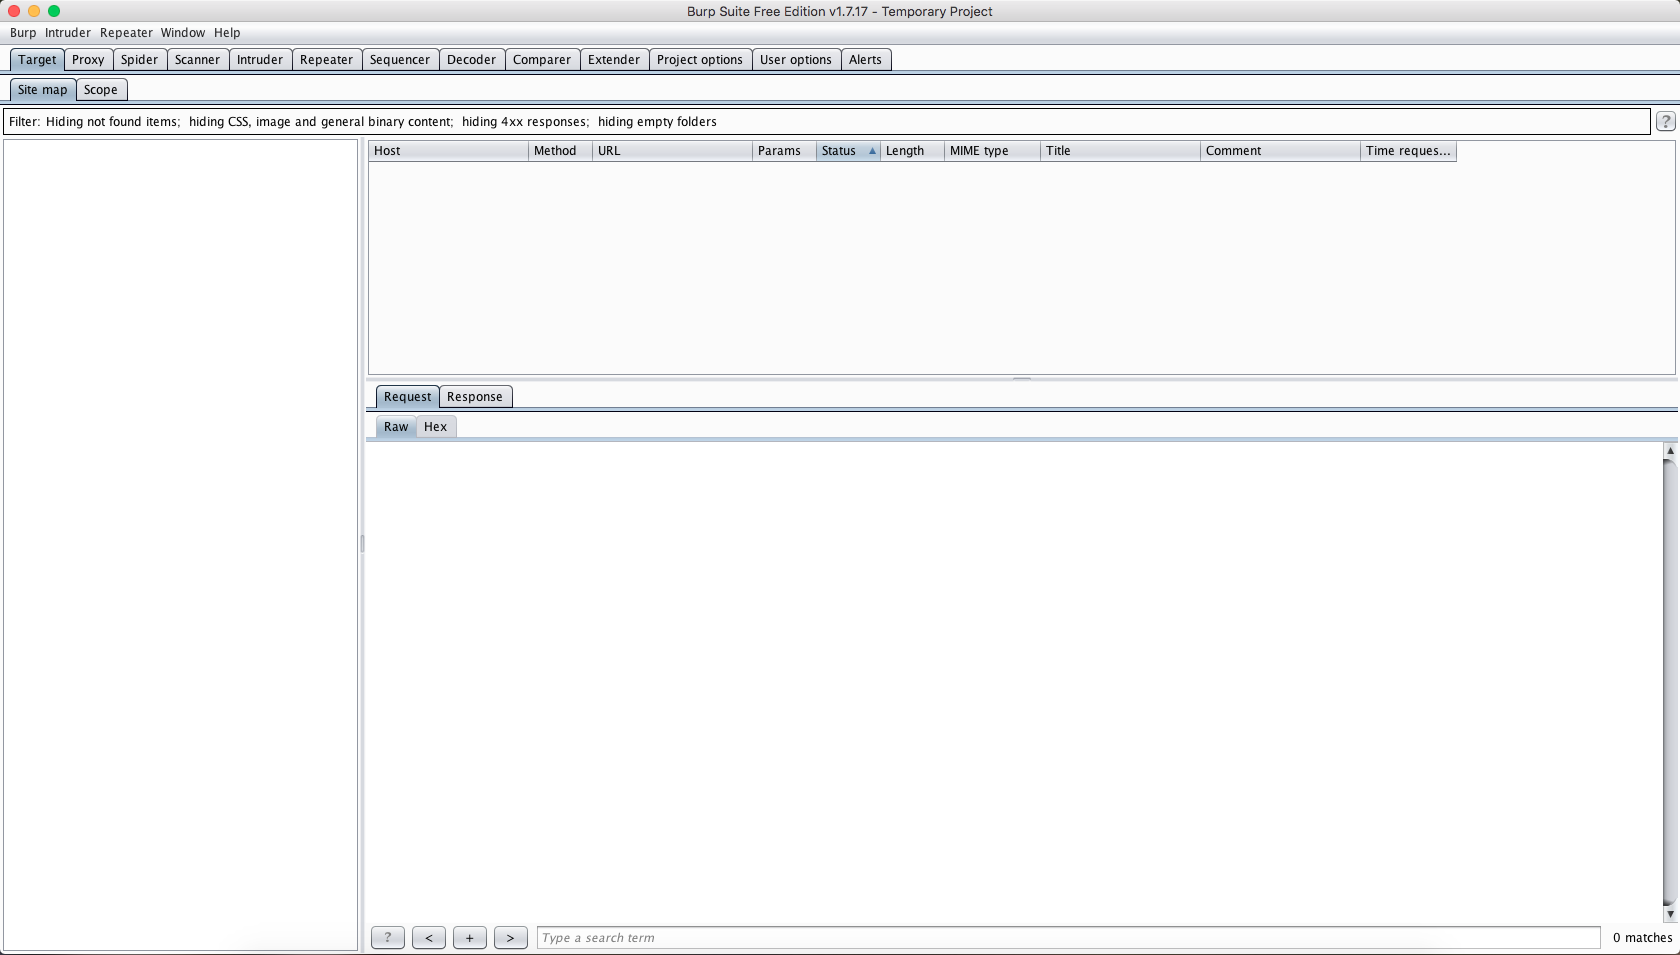 Burp Suite Free Edition v1.7.17 - Temporary Project
Burp Intruder Repeater Window Help
Target Proxy Spider Scanner Intruder Repeater Sequencer Decoder Comparer Extender Project options User options Alerts
Site map Scope
Filter: Hiding not found items; hiding CSS, image and general binary content; hiding 4xx responses; hiding empty folders ?
Host Method URL Params Status ▲ Length MIME type Title Comment Time reques...
Request Response
Raw Hex
? < + > Type a search term 0 matches